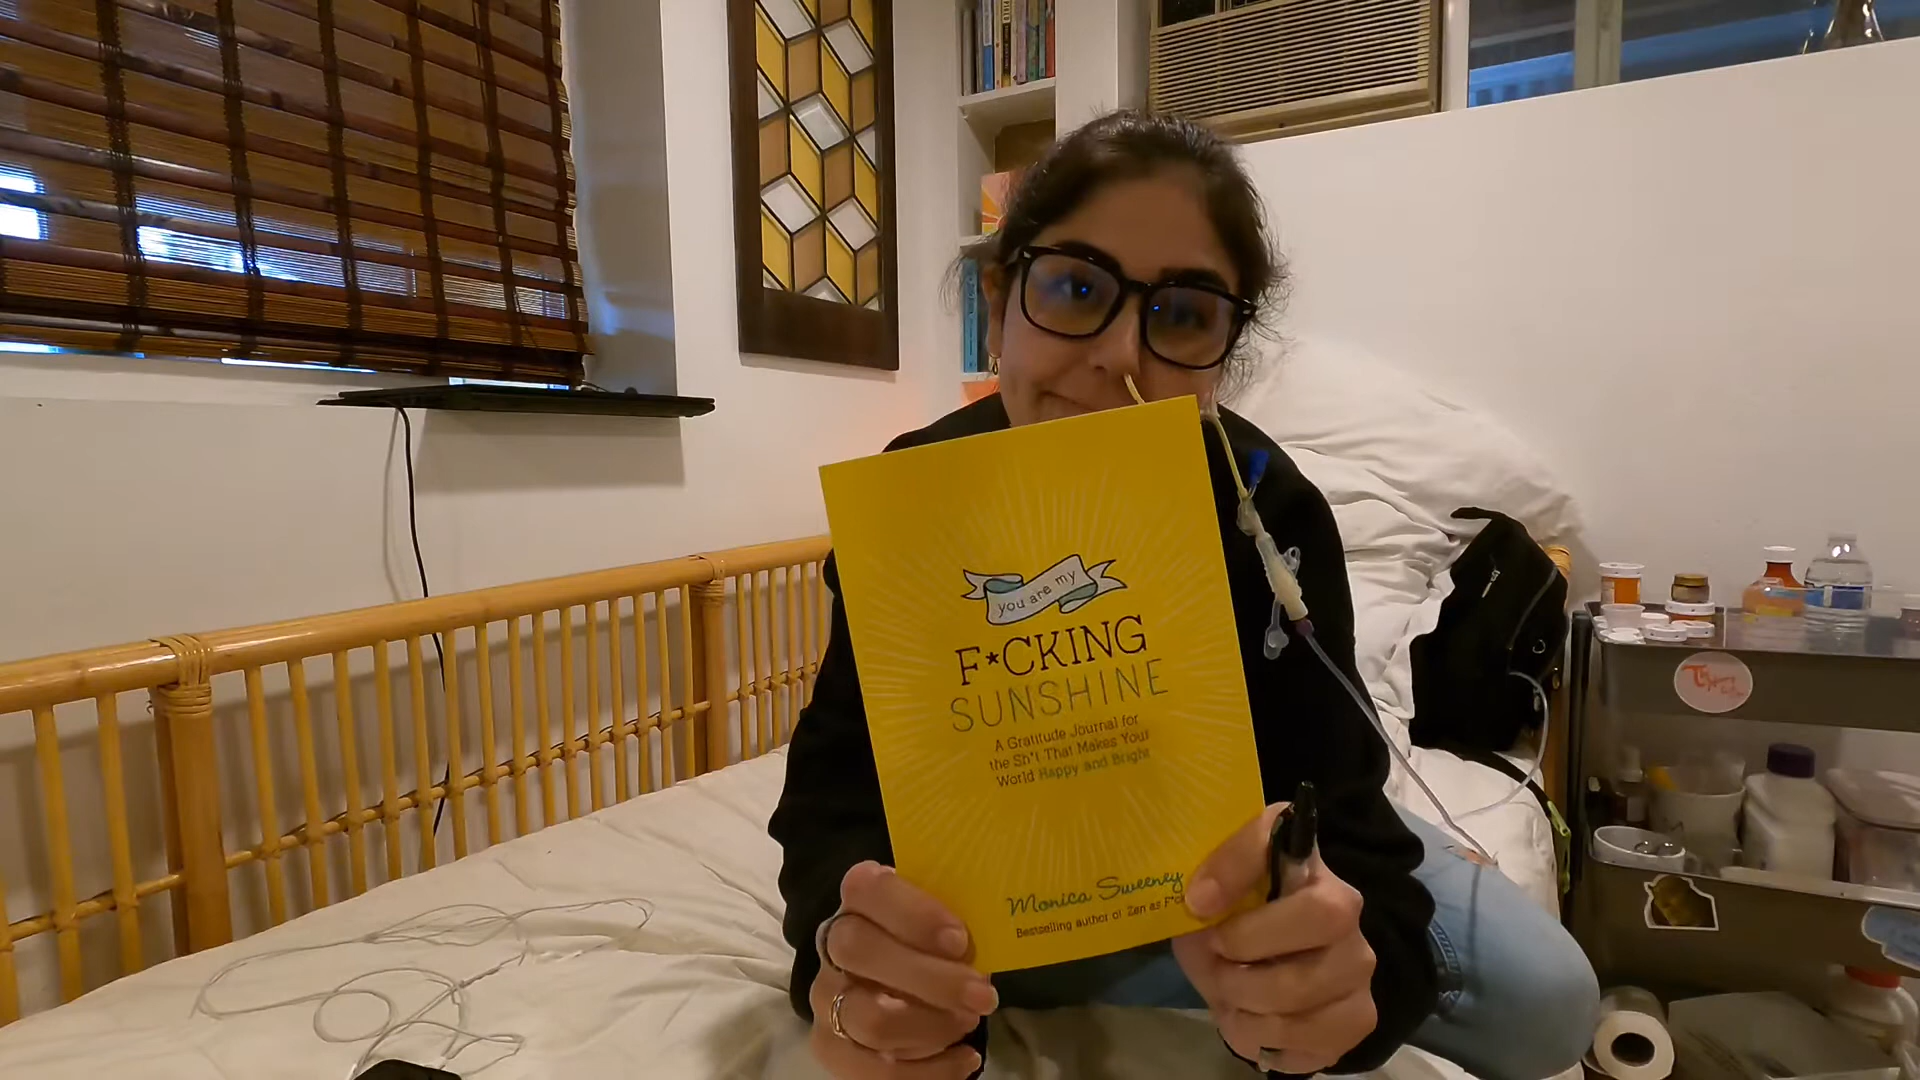 you are my
F*CKING
SUNSHINE
A Gratitude Journal for
the Sh*t That Makes Your
World Happy and Bright
Monica Sweeney
Bestselling author of Zen as F*ck